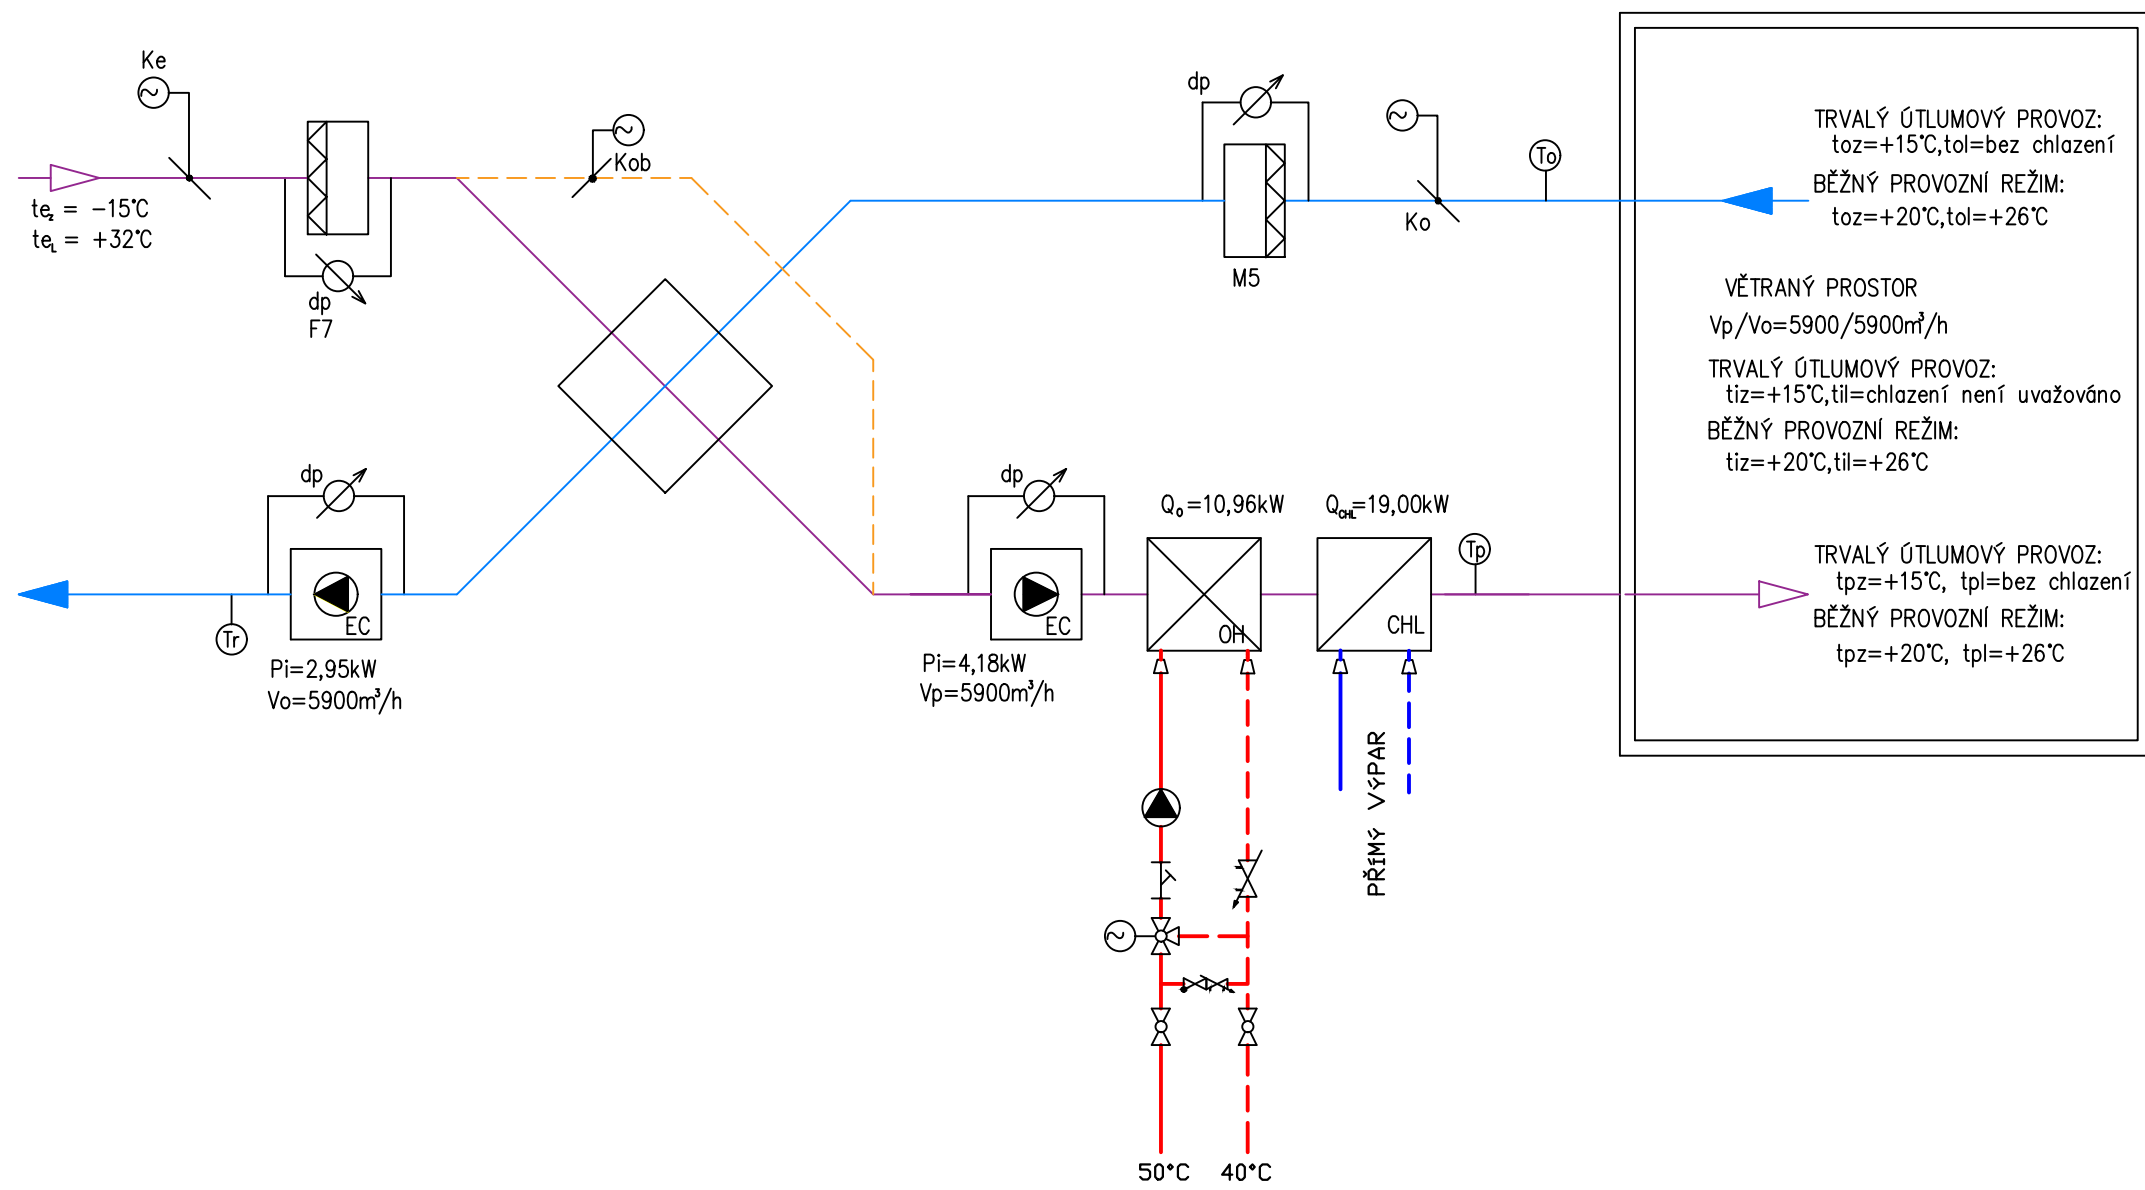 Ke
te_z = -15°C
te_L = +32°C
dp
F7
Kob
dp
M5
Ko
To
TRVALÝ ÚTLUMOVÝ PROVOZ:
toz=+15°C,tol=bez chlazení
BĚŽNÝ PROVOZNÍ REŽIM:
toz=+20°C,tol=+26°C
VĚTRANÝ PROSTOR
Vp/Vo=5900/5900m³/h
TRVALÝ ÚTLUMOVÝ PROVOZ:
tiz=+15°C,til=chlazení není uvažováno
BĚŽNÝ PROVOZNÍ REŽIM:
tiz=+20°C,til=+26°C
dp
EC
Tr
Pi=2,95kW
Vo=5900m³/h
dp
EC
Pi=4,18kW
Vp=5900m³/h
Q_O=10,96kW
OH
Q_CHL=19,00kW
CHL
Tp
TRVALÝ ÚTLUMOVÝ PROVOZ:
tpz=+15°C, tpl=bez chlazení
BĚŽNÝ PROVOZNÍ REŽIM:
tpz=+20°C, tpl=+26°C
PŘÍMÝ VÝPAR
50°C
40°C